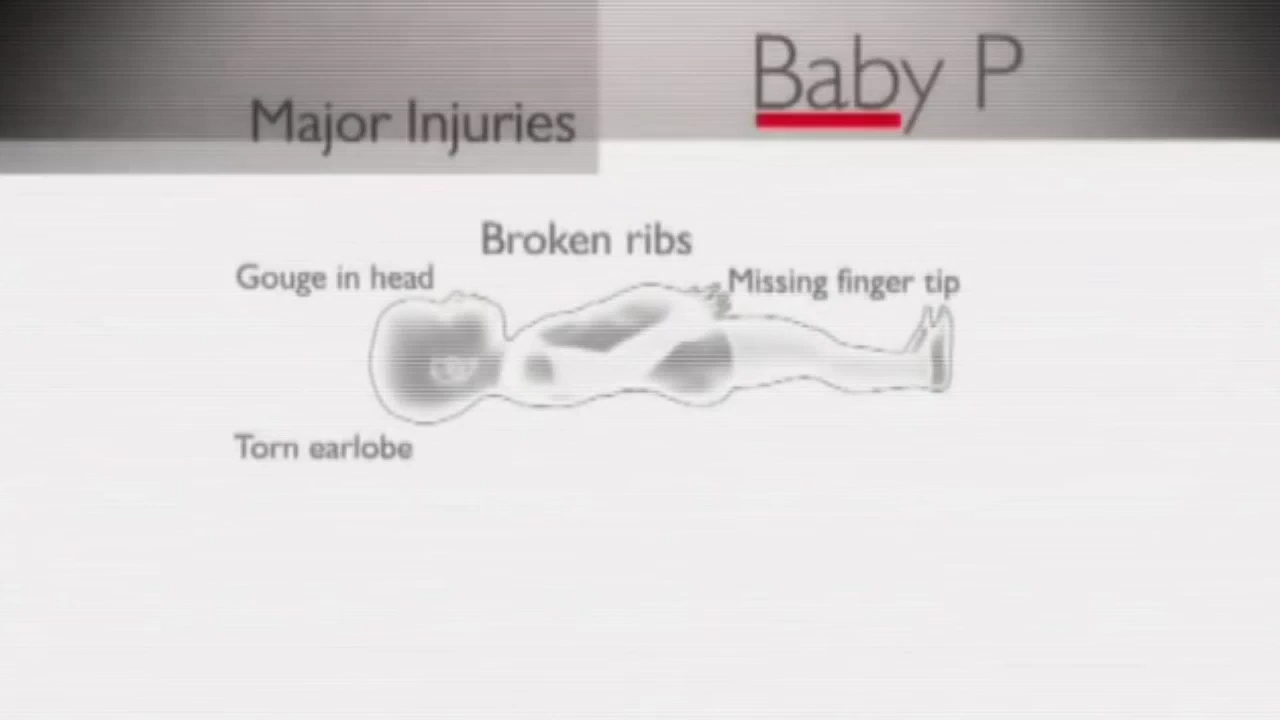 Baby P
Major Injuries
Broken ribs
Gouge in head
Missing finger tip
Torn earlobe